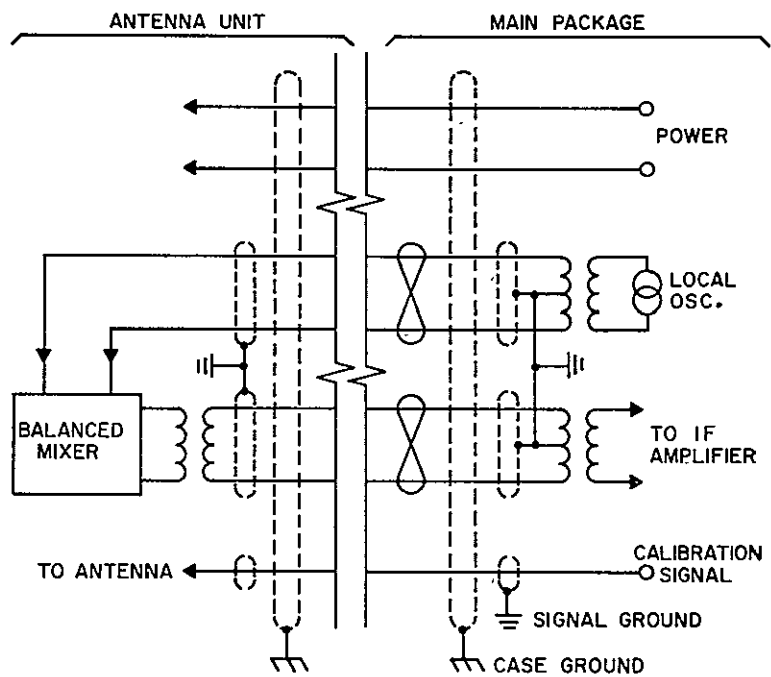 ANTENNA UNIT
MAIN PACKAGE
POWER
LOCAL
OSC.
BALANCED
MIXER
TO IF
AMPLIFIER
TO ANTENNA
CALIBRATION
SIGNAL
SIGNAL GROUND
CASE GROUND